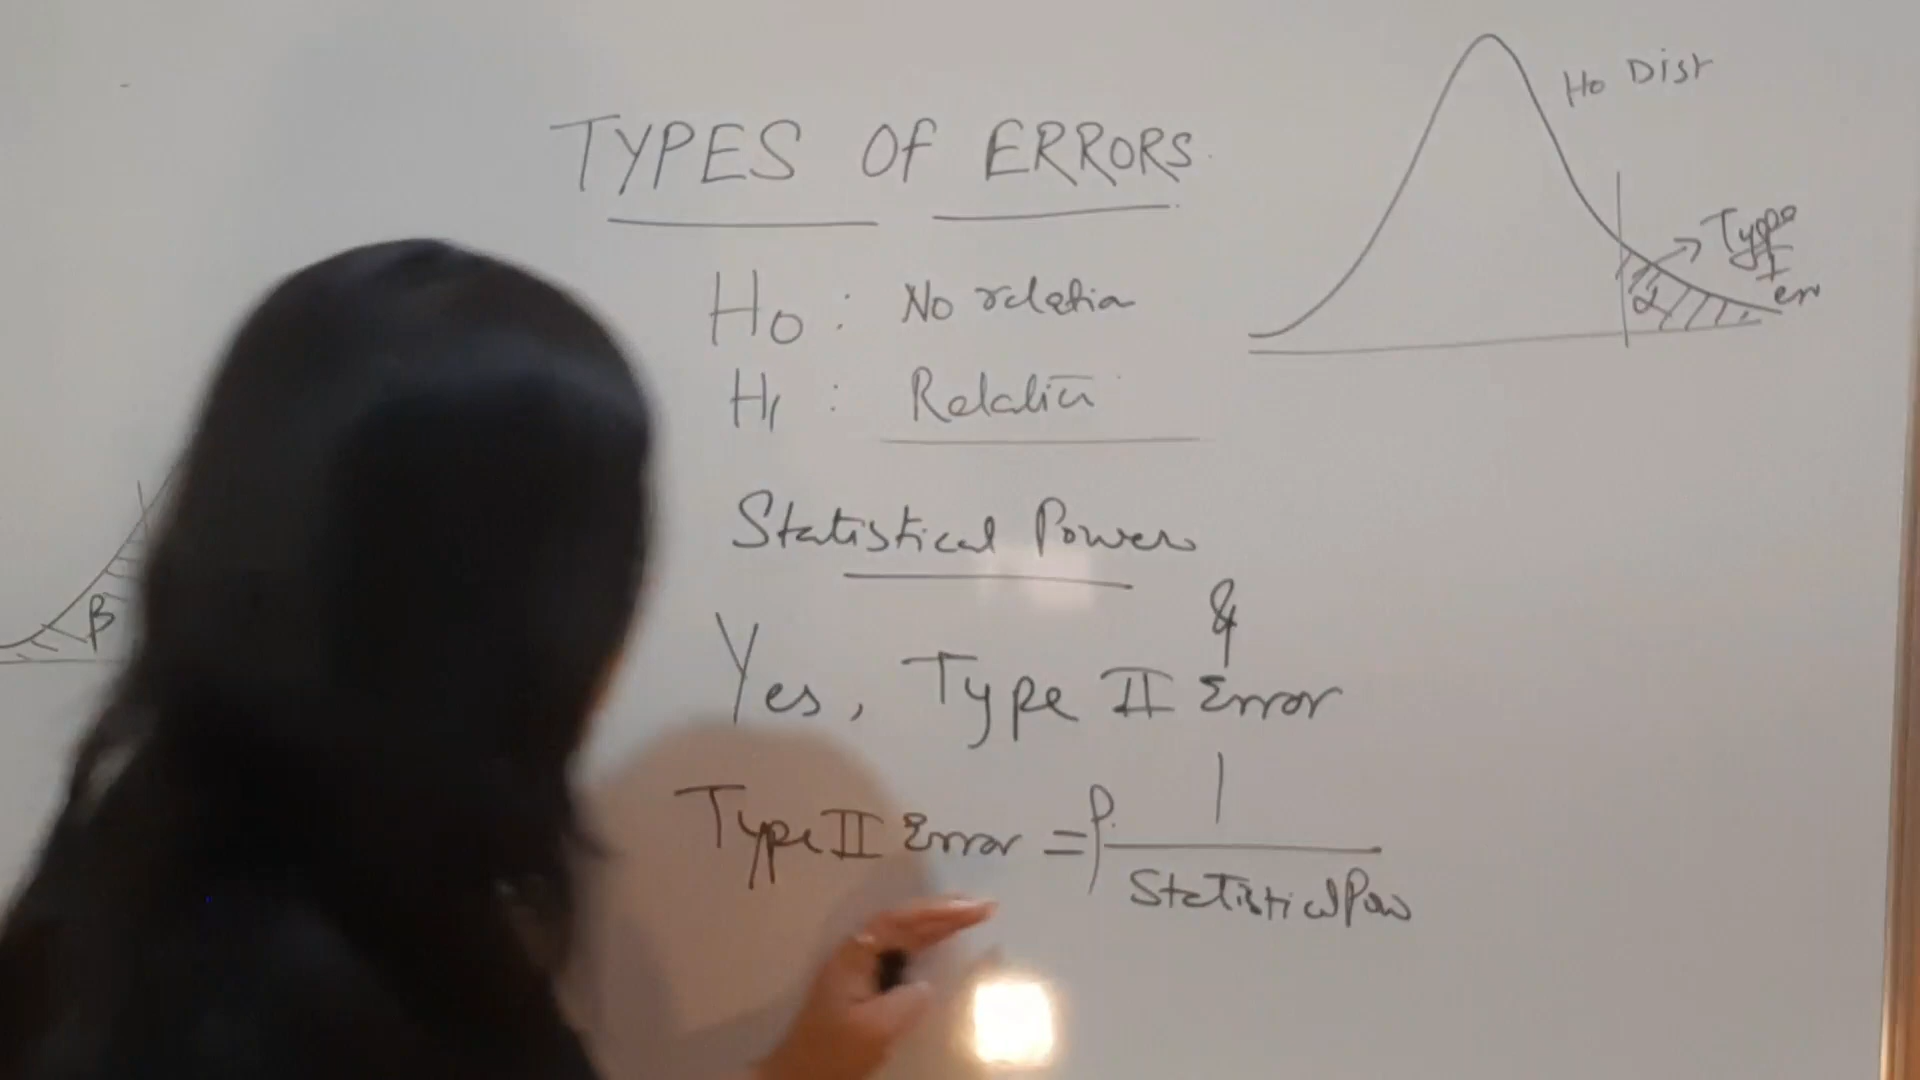 TYPES OF ERRORS
Ho Dist
Type
I
err
α
Ho : No relation
H1 : Relation
Statistical Power
β
&
Yes, Type II Error
Type II Error = 1
Statistical Pow